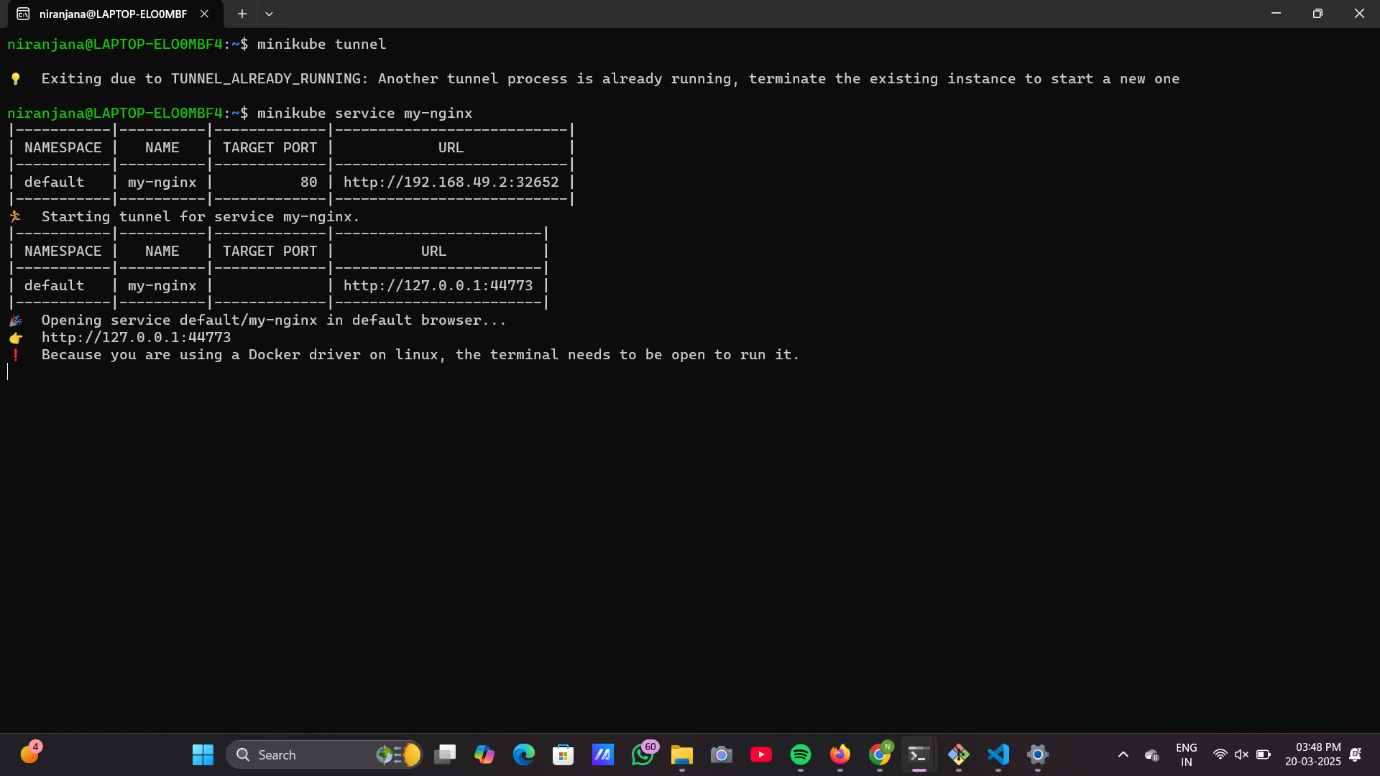 niranjana@LAPTOP-ELO0MBF
niranjana@LAPTOP-ELO0MBF4:~$ minikube tunnel
Exiting due to TUNNEL_ALREADY_RUNNING: Another tunnel process is already running, terminate the existing instance to start a new one
niranjana@LAPTOP-ELO0MBF4:~$ minikube service my-nginx
|-----------|----------|-------------|---------------------------|
| NAMESPACE | NAME | TARGET PORT | URL |
|-----------|----------|-------------|---------------------------|
| default | my-nginx | 80 | http://192.168.49.2:32652 |
|-----------|----------|-------------|---------------------------|
Starting tunnel for service my-nginx.
|-----------|----------|-------------|------------------------|
| NAMESPACE | NAME | TARGET PORT | URL |
|-----------|----------|-------------|------------------------|
| default | my-nginx | | http://127.0.0.1:44773 |
|-----------|----------|-------------|------------------------|
Opening service default/my-nginx in default browser...
http://127.0.0.1:44773
Because you are using a Docker driver on linux, the terminal needs to be open to run it.
4
Search
60
N
ENG
IN
03:48 PM
20-03-2025